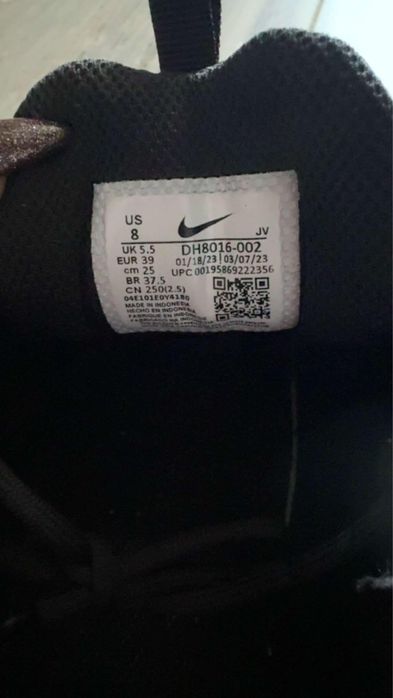 US
8
UK 5.5
EUR 39
cm 25
BR 37.5
CN 250(2.5)
04E101E0Y4180
MADE IN INDONESIA
HECHO EN INDONESIA
FABRIQUE EN
JV
DH8016-002
01/18/23 | 03/07/23
UPC 00195869222356